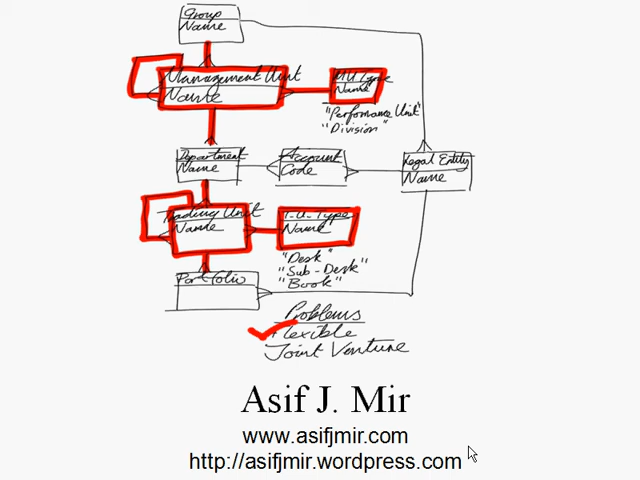 Group
Name
Management Unit
Name
MU Type
Name
"Performance Unit"
"Division"
Department
Name
Account
Code
Legal Entity
Name
Trading Unit
Name
T-U-Type
Name
"Desk"
"Sub-Desk"
"Book"
Portfolio
Problems
Flexible
Joint Venture
Asif J. Mir
www.asifjmir.com
http://asifjmir.wordpress.com